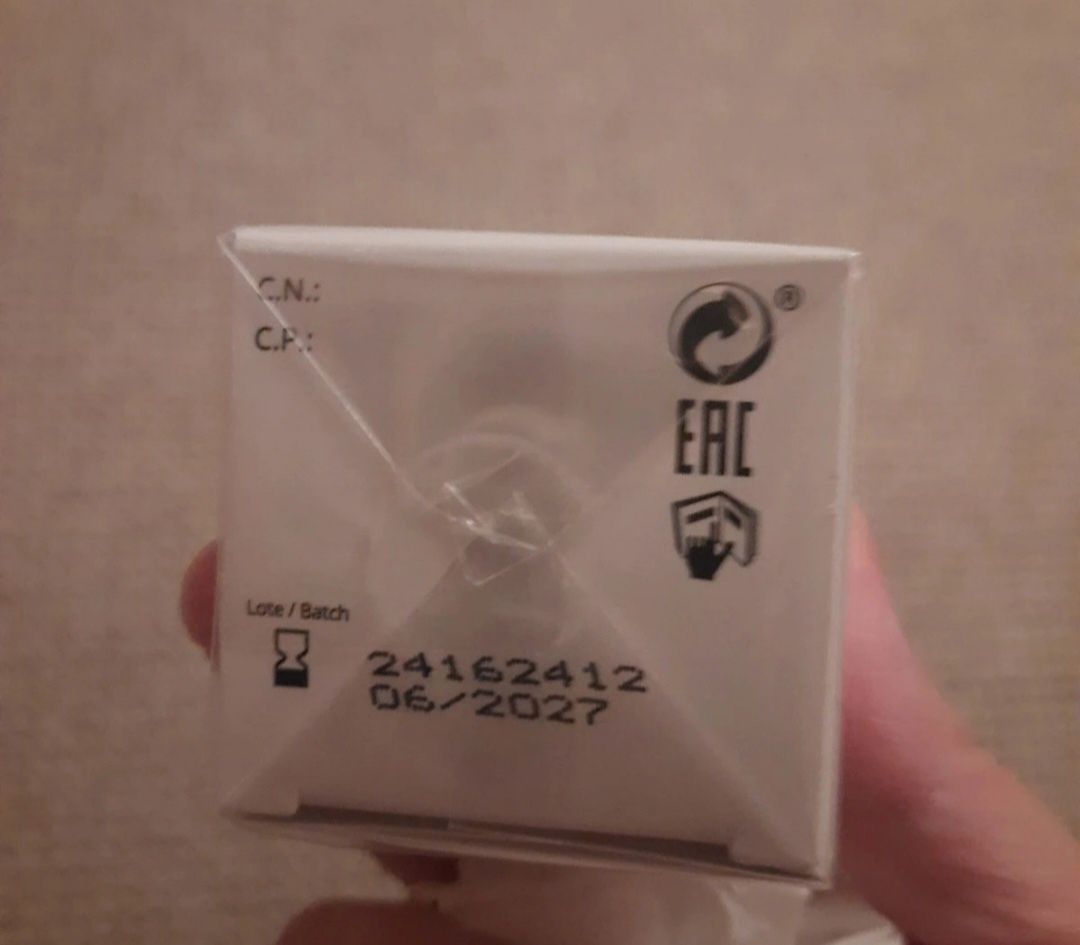 C.N.:
C.P.:
®
EAC
Lote / Batch
24162412
06/2027